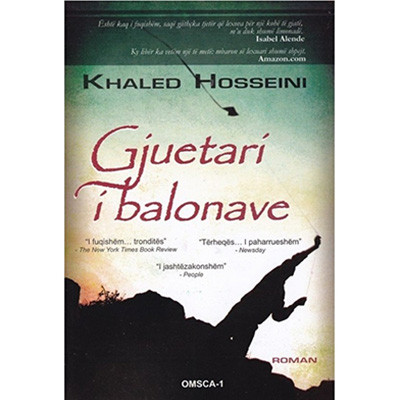 Është kaq i fuqishëm, saqë gjithçka tjetër që lexova për një kohë të gjatë,
m'u duk shumë limonadë.
Isabel Alende
Ky libër ka vetëm një të metë: mbaron së lexuari shumë shpejt.
Amazon.com
KHALED HOSSEINI
Gjuetari
i balonave
"I fuqishëm... tronditës"
- The New York Times Book Review
"Tërheqës... I paharrueshëm"
- Newsday
"I jashtëzakonshëm"
- People
ROMAN
OMSCA-1